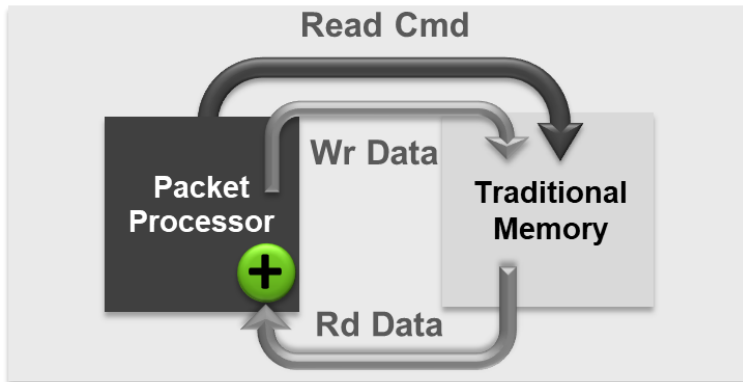 Read Cmd
Wr Data
Packet
Processor
Traditional
Memory
+
Rd Data